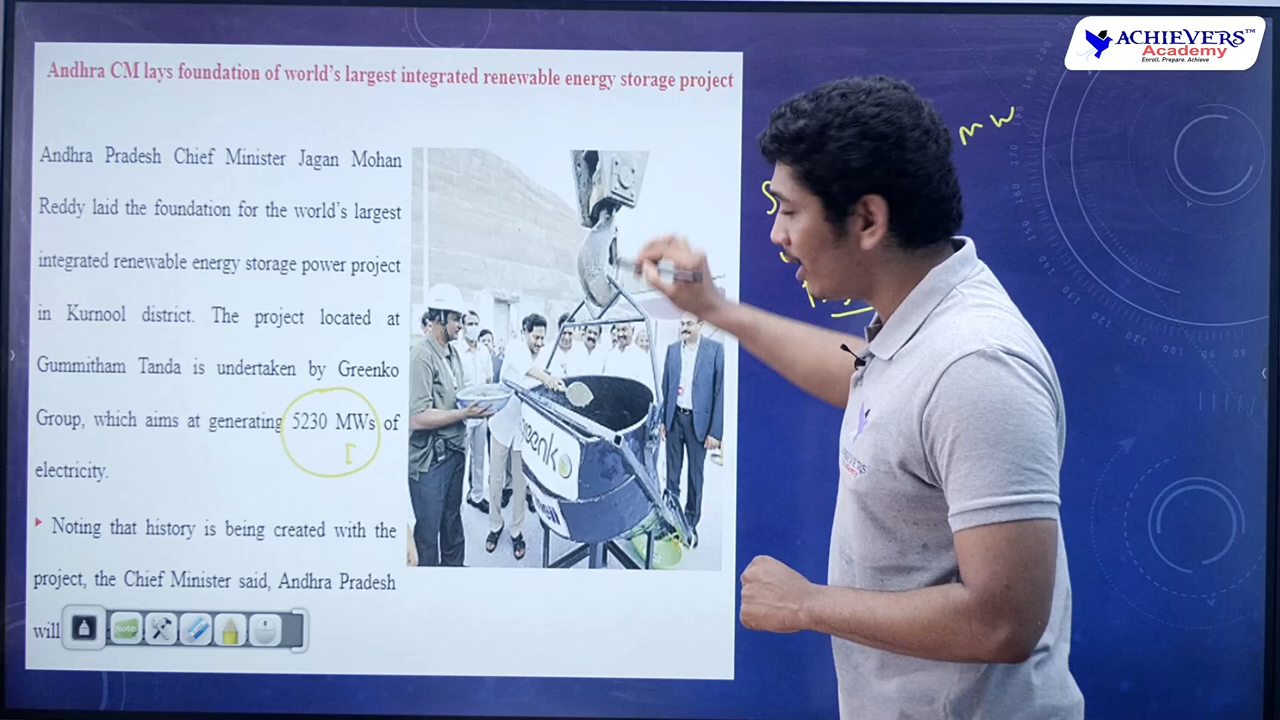 ACHIEVERS™
Academy
Enroll. Prepare. Achieve
Andhra CM lays foundation of world's largest integrated renewable energy storage project
Andhra Pradesh Chief Minister Jagan Mohan
Reddy laid the foundation for the world's largest
integrated renewable energy storage power project
in Kurnool district. The project located at
Gummitham Tanda is undertaken by Greenko
Group, which aims at generating 5230 MWs of
electricity.
Noting that history is being created with the
project, the Chief Minister said, Andhra Pradesh
will
MW
Note
ACHIEVERS
Academy